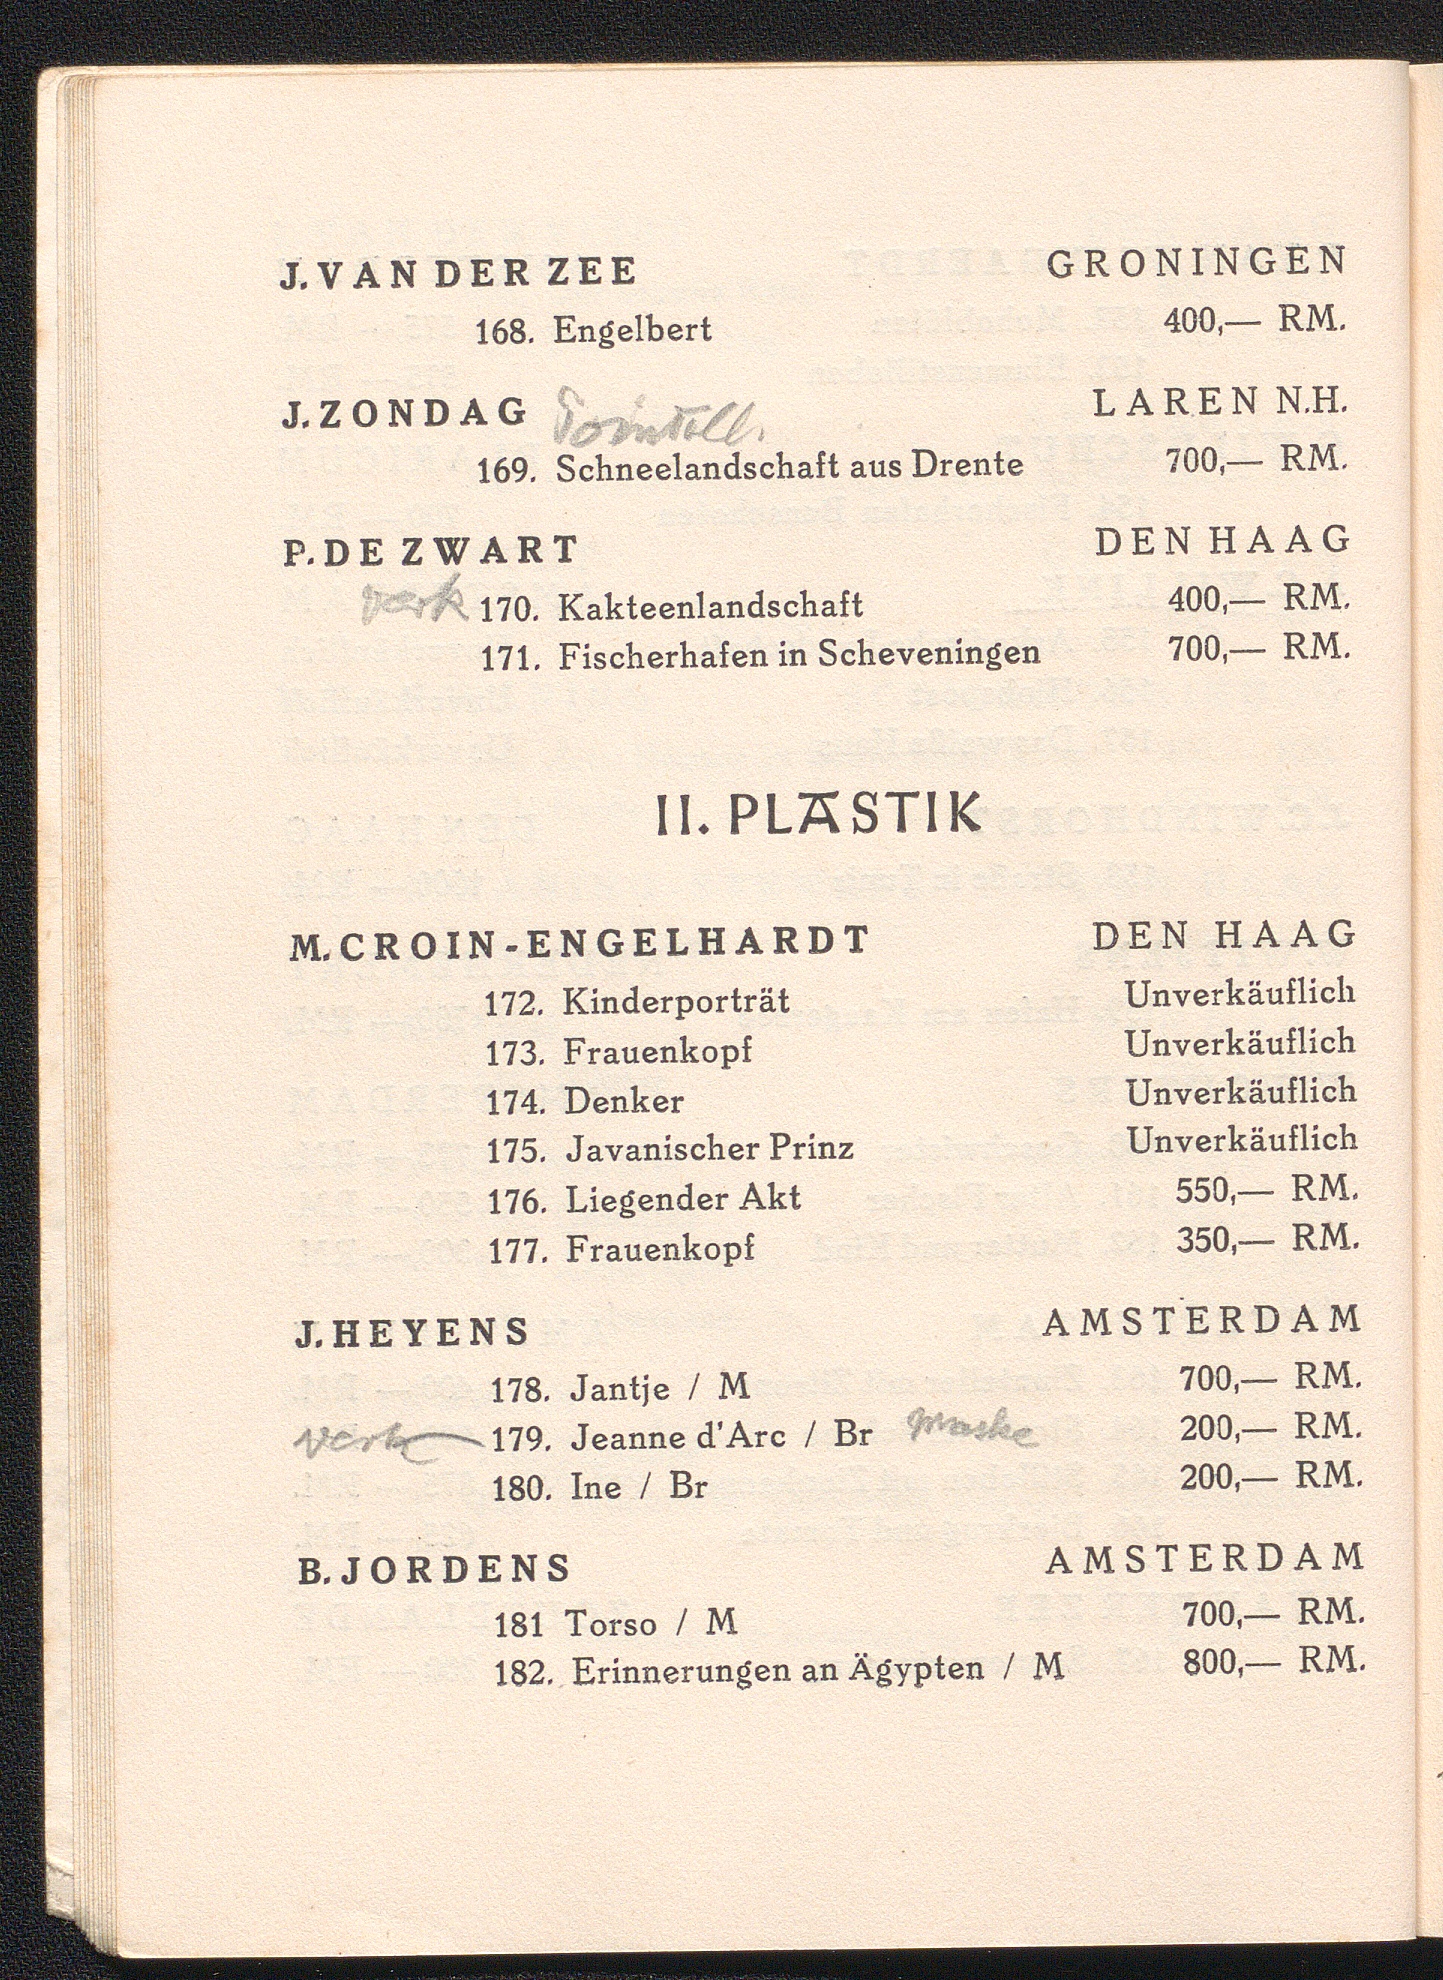 J. VAN DER ZEE GRONINGEN
168. Engelbert 400,— RM.
J. ZONDAG Pointill. LAREN N.H.
169. Schneelandschaft aus Drente 700,— RM.
P. DE ZWART DEN HAAG
verk 170. Kakteenlandschaft 400,— RM.
171. Fischerhafen in Scheveningen 700,— RM.
II. PLASTIK
M. CROIN-ENGELHARDT DEN HAAG
172. Kinderporträt Unverkäuflich
173. Frauenkopf Unverkäuflich
174. Denker Unverkäuflich
175. Javanischer Prinz Unverkäuflich
176. Liegender Akt 550,— RM.
177. Frauenkopf 350,— RM.
J. HEYENS AMSTERDAM
178. Jantje / M 700,— RM.
verk 179. Jeanne d'Arc / Br Maske 200,— RM.
180. Ine / Br 200,— RM.
B. JORDENS AMSTERDAM
181 Torso / M 700,— RM.
182. Erinnerungen an Ägypten / M 800,— RM.